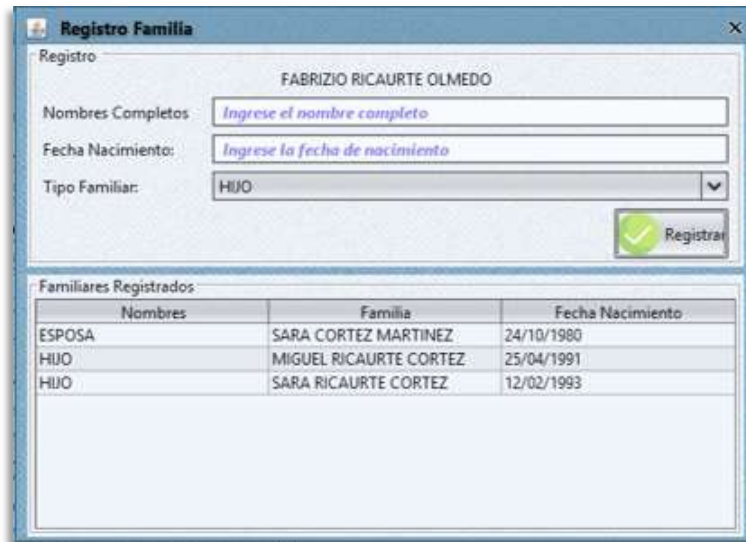 Registro Familia
Registro
FABRIZIO RICAURTE OLMEDO
Nombres Completos Ingrese el nombre completo
Fecha Nacimiento: Ingrese la fecha de nacimiento
Tipo Familiar: HIJO
Registrar
Familiares Registrados
Nombres Familia Fecha Nacimiento
ESPOSA SARA CORTEZ MARTINEZ 24/10/1980
HIJO MIGUEL RICAURTE CORTEZ 25/04/1991
HIJO SARA RICAURTE CORTEZ 12/02/1993